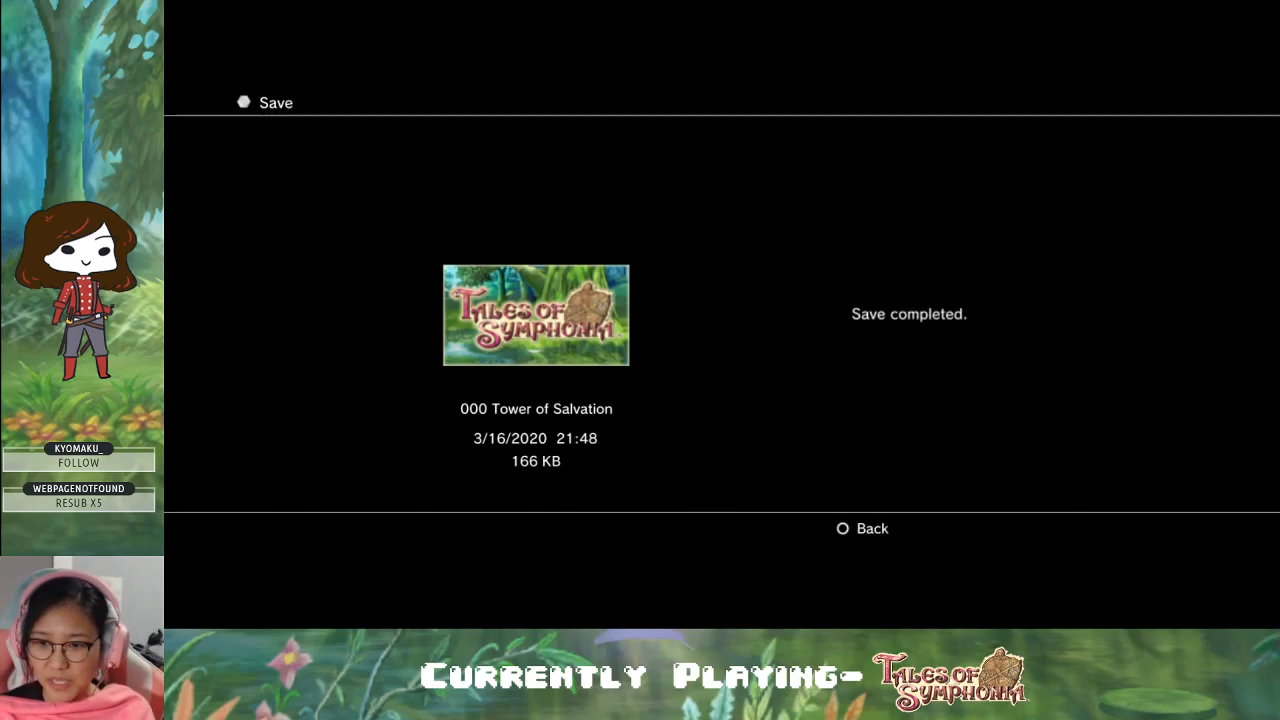 Save
TALES OF
SYMPHONIA
Save completed.
000 Tower of Salvation
3/16/2020 21:48
166 KB
KYOMAKU_
FOLLOW
WEBPAGENOTFOUND
RESUB X5
Back
CURRENTLY PLAYING-
TALES OF
SYMPHONIA